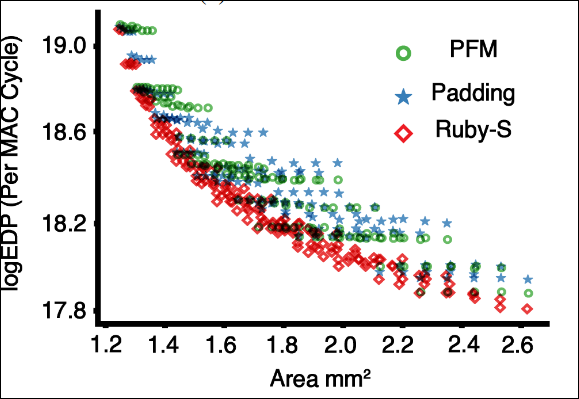 19.0
18.6
18.2
17.8
logEDP (Per MAC Cycle)
PFM
Padding
Ruby-S
1.2 1.4 1.6 1.8 2.0 2.2 2.4 2.6
Area mm²